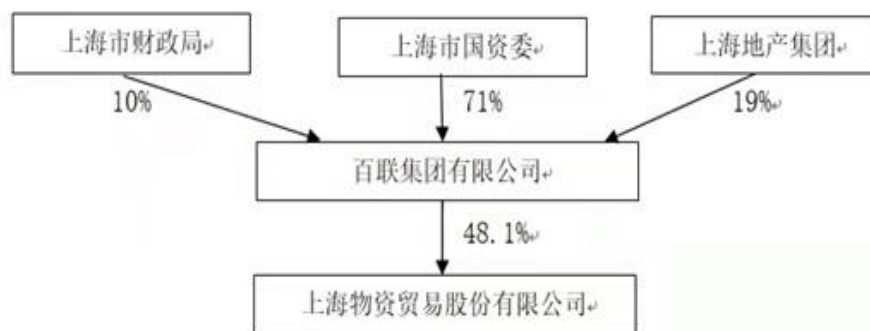 上海市财政局
上海市国资委
上海地产集团
10%
71%
19%
百联集团有限公司
48.1%
上海物资贸易股份有限公司